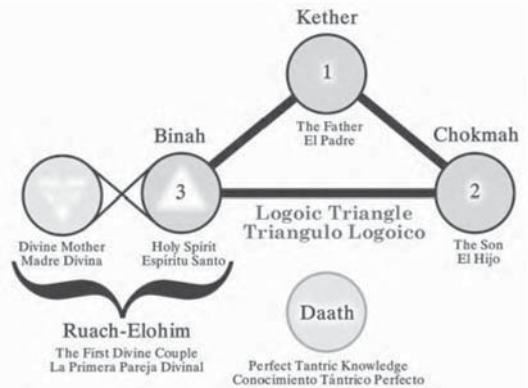 Kether
1
The Father
El Padre
Binah
Chokmah
3
2
Logoic Triangle
Triangulo Logoico
Divine Mother
Madre Divina
Holy Spirit
Espíritu Santo
The Son
El Hijo
Ruach-Elohim
The First Divine Couple
La Primera Pareja Divinal
Daath
Perfect Tantric Knowledge
Conocimiento Tántrico Perfecto